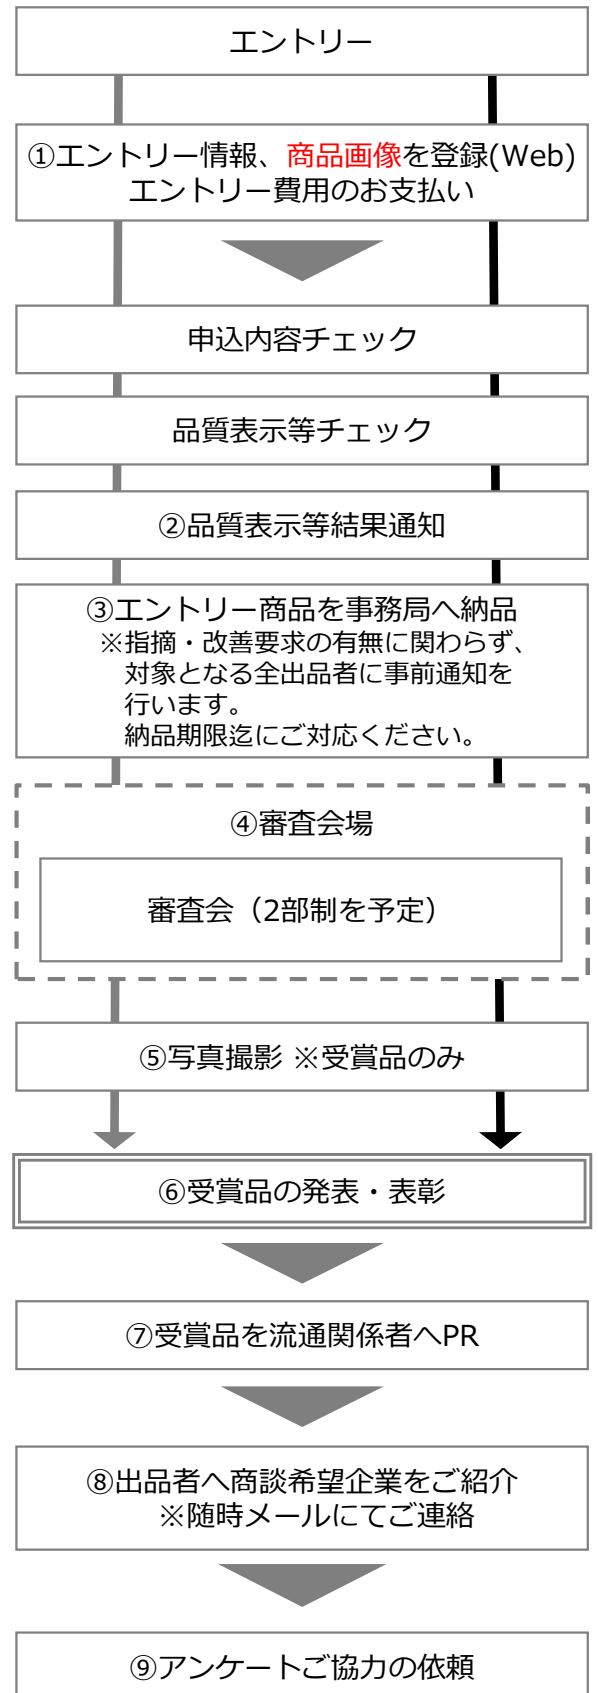 エントリー
①エントリー情報、商品画像を登録(Web)
エントリー費用のお支払い
申込内容チェック
品質表示等チェック
②品質表示等結果通知
③エントリー商品を事務局へ納品
※指摘・改善要求の有無に関わらず、
対象となる全出品者に事前通知を
行います。
納品期限迄にご対応ください。
④審査会場
審査会（2部制を予定）
⑤写真撮影 ※受賞品のみ
⑥受賞品の発表・表彰
⑦受賞品を流通関係者へPR
⑧出品者へ商談希望企業をご紹介
※随時メールにてご連絡
⑨アンケートご協力の依頼